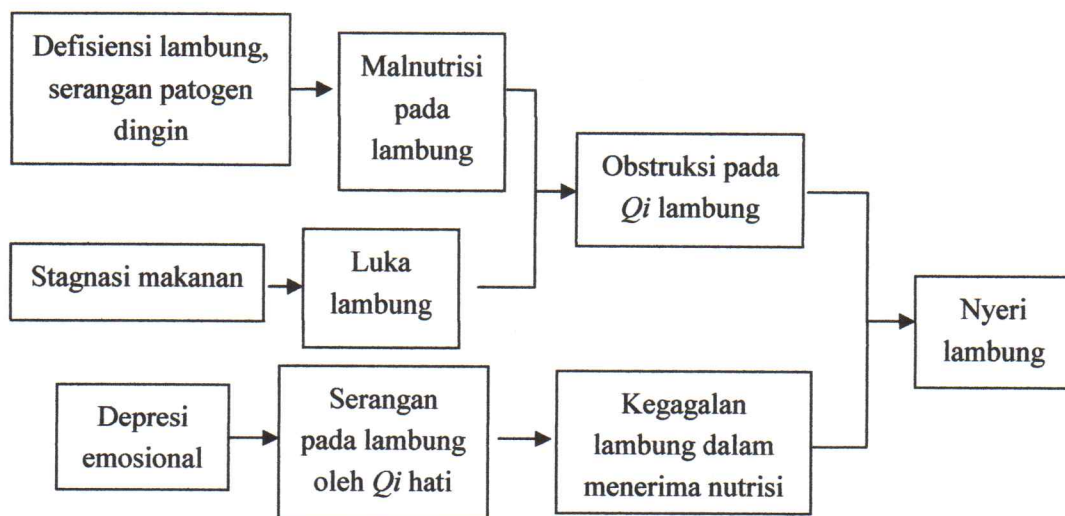 Defisiensi lambung,
serangan patogen
dingin
Malnutrisi
pada
lambung
Obstruksi pada
Qi lambung
Stagnasi makanan
Luka
lambung
Nyeri
lambung
Depresi
emosional
Serangan
pada lambung
oleh Qi hati
Kegagalan
lambung dalam
menerima nutrisi